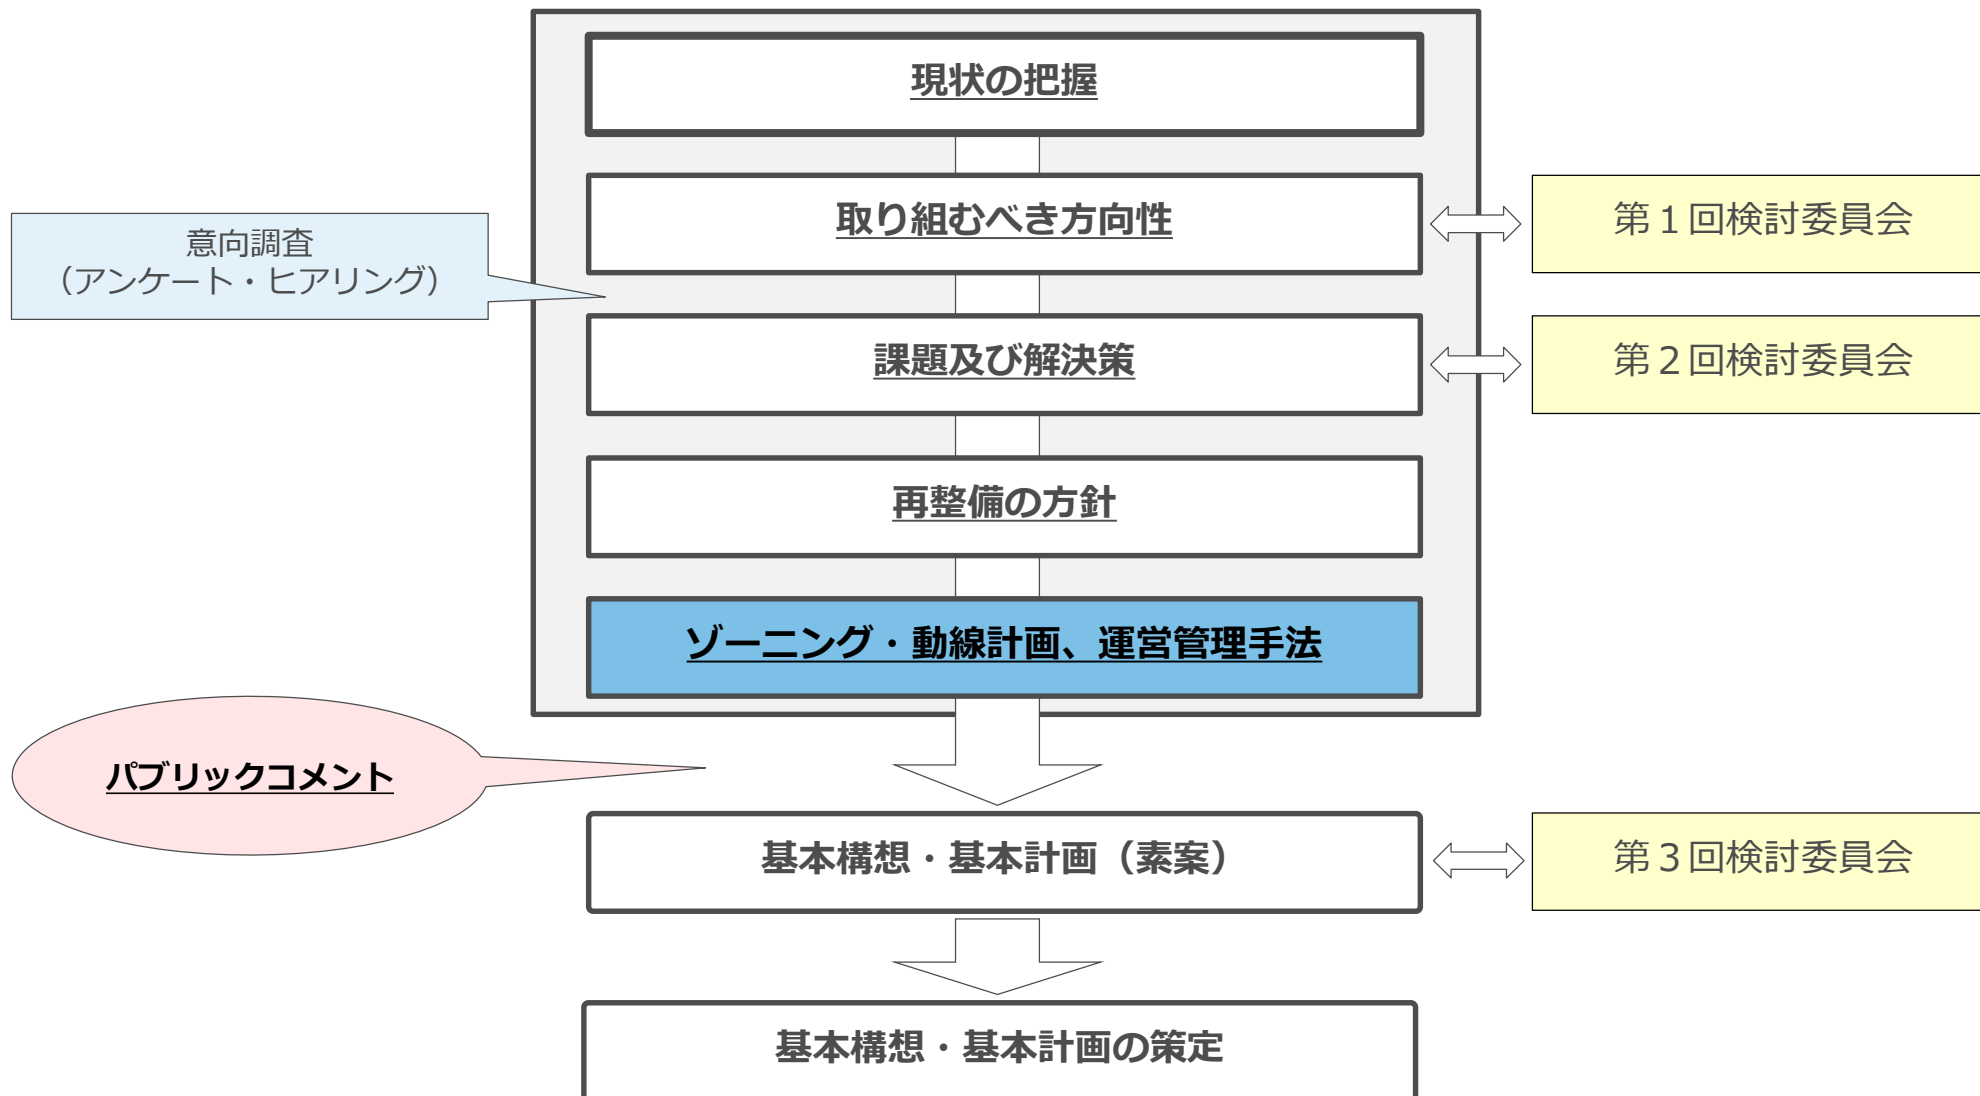 現状の把握
取り組むべき方向性
第１回検討委員会
意向調査
（アンケート・ヒアリング）
課題及び解決策
第２回検討委員会
再整備の方針
ゾーニング・動線計画、運営管理手法
パブリックコメント
基本構想・基本計画（素案）
第３回検討委員会
基本構想・基本計画の策定